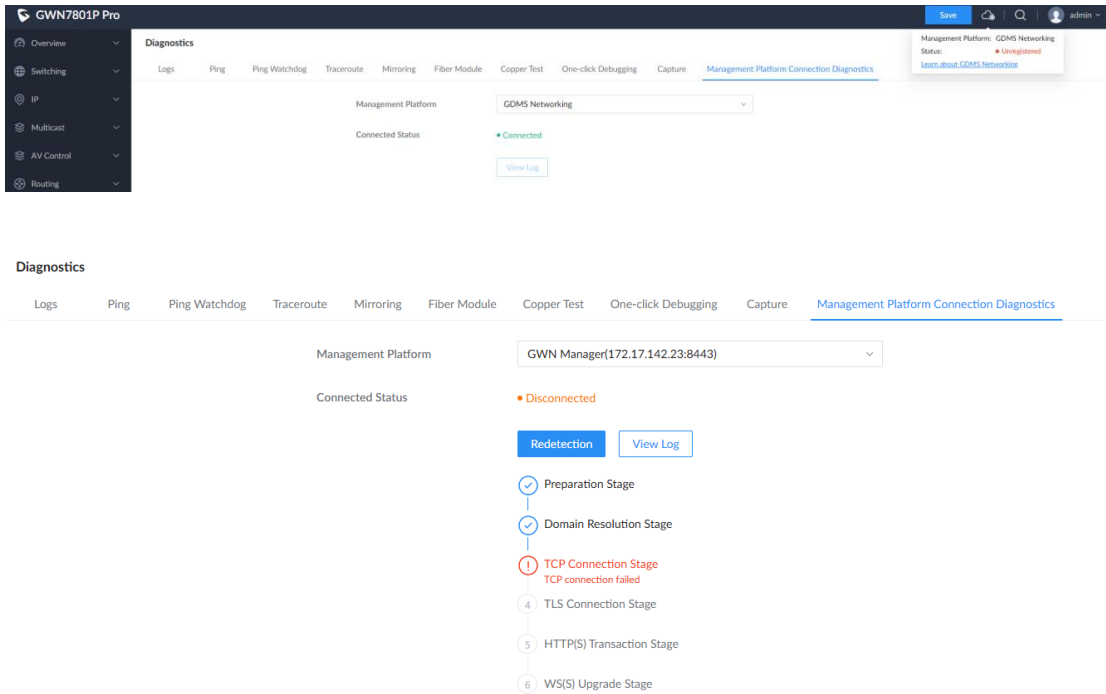 GWN7801P Pro
Save
admin
Management Platform: GDMS Networking
Status: Unregistered
Learn about GDMS Networking
Overview
Switching
IP
Multicast
AV Control
Routing
Diagnostics
Logs Ping Ping Watchdog Traceroute Mirroring Fiber Module Copper Test One-click Debugging Capture Management Platform Connection Diagnostics
Management Platform GDMS Networking
Connected Status Connected
View Log
Diagnostics
Logs Ping Ping Watchdog Traceroute Mirroring Fiber Module Copper Test One-click Debugging Capture Management Platform Connection Diagnostics
Management Platform GWN Manager(172.17.142.23:8443)
Connected Status Disconnected
Redetection View Log
Preparation Stage
Domain Resolution Stage
! TCP Connection Stage
TCP connection failed
4 TLS Connection Stage
5 HTTP(S) Transaction Stage
6 WS(S) Upgrade Stage